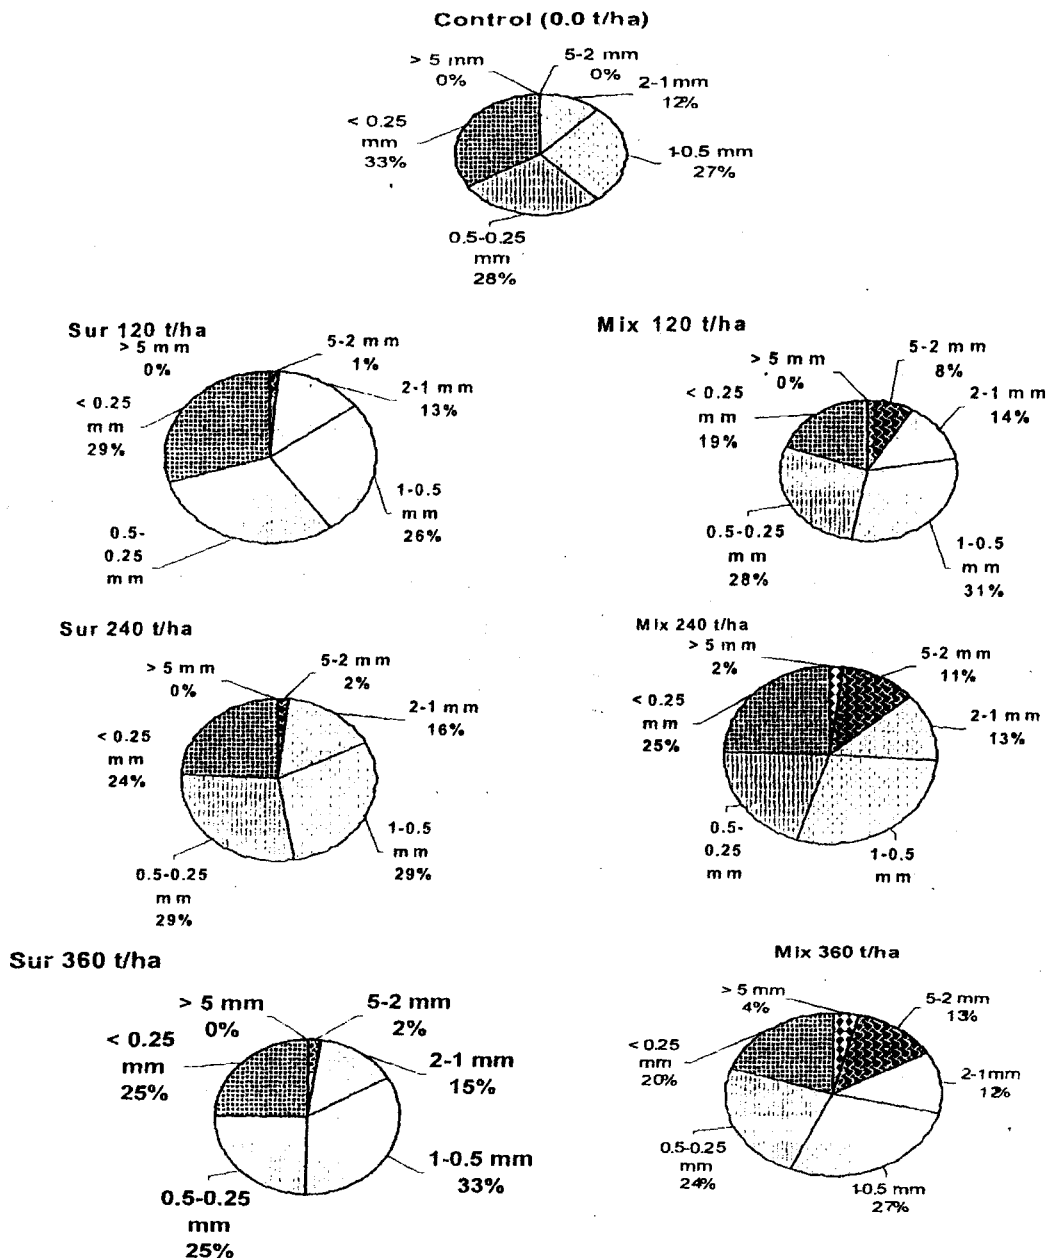 Control (0.0 t/ha)
> 5 mm
0%
5-2 mm
0%
2-1mm
12%
1-0.5 mm
27%
0.5-0.25
mm
28%
< 0.25
mm
33%
Sur 120 t/ha
> 5 mm
0%
5-2 mm
1%
2-1 mm
13%
1-0.5
mm
26%
0.5-
0.25
mm
< 0.25
mm
29%
Mix 120 t/ha
> 5 mm
0%
5-2 mm
8%
2-1 mm
14%
1-0.5
mm
31%
0.5-0.25
mm
28%
< 0.25
mm
19%
Sur 240 t/ha
> 5 mm
0%
5-2 mm
2%
2-1 mm
16%
1-0.5
mm
29%
0.5-0.25
mm
29%
< 0.25
mm
24%
Mix 240 t/ha
> 5 mm
2%
5-2 mm
11%
2-1 mm
13%
1-0.5
mm
0.5-
0.25
mm
< 0.25
mm
25%
Sur 360 t/ha
> 5 mm
0%
5-2 mm
2%
2-1 mm
15%
1-0.5 mm
33%
0.5-0.25
mm
25%
< 0.25
mm
25%
Mix 360 t/ha
> 5 mm
4%
5-2 mm
13%
2-1mm
12%
1-0.5 mm
27%
0.5-0.25
mm
24%
< 0.25
mm
20%